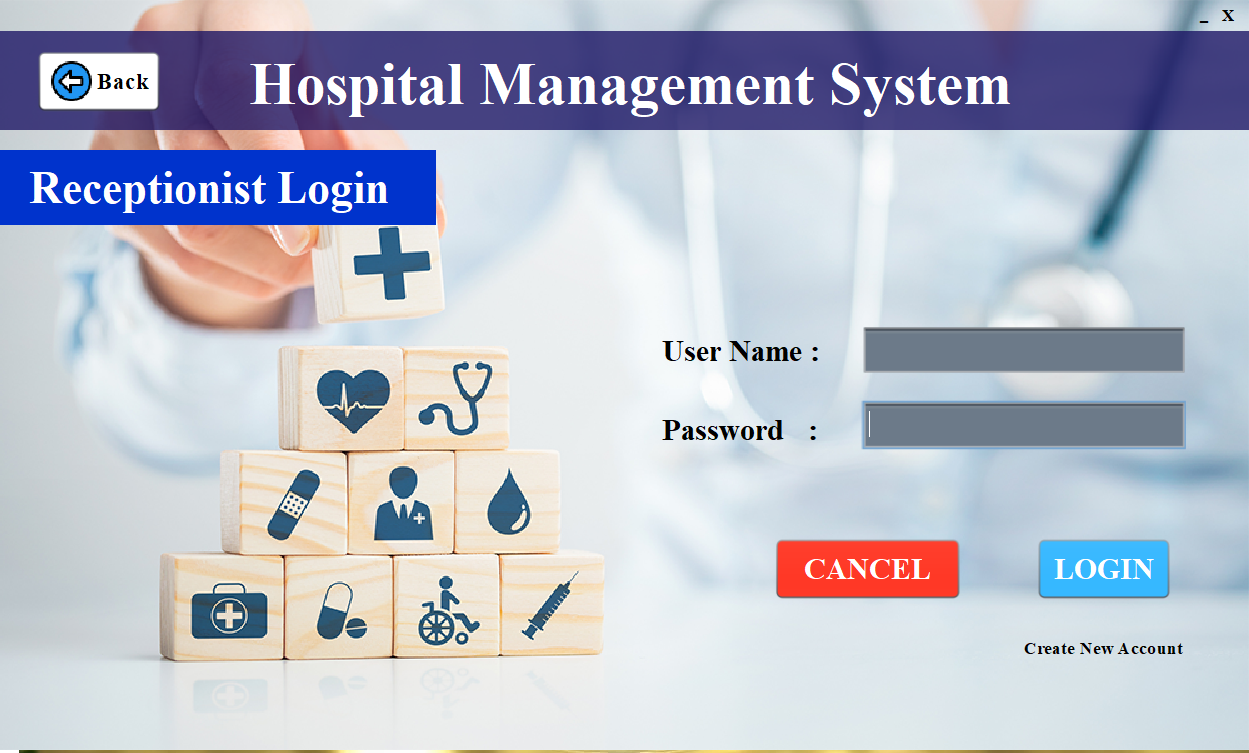 _ X
Back
Hospital Management System
Receptionist Login
User Name :
Password :
CANCEL
LOGIN
Create New Account